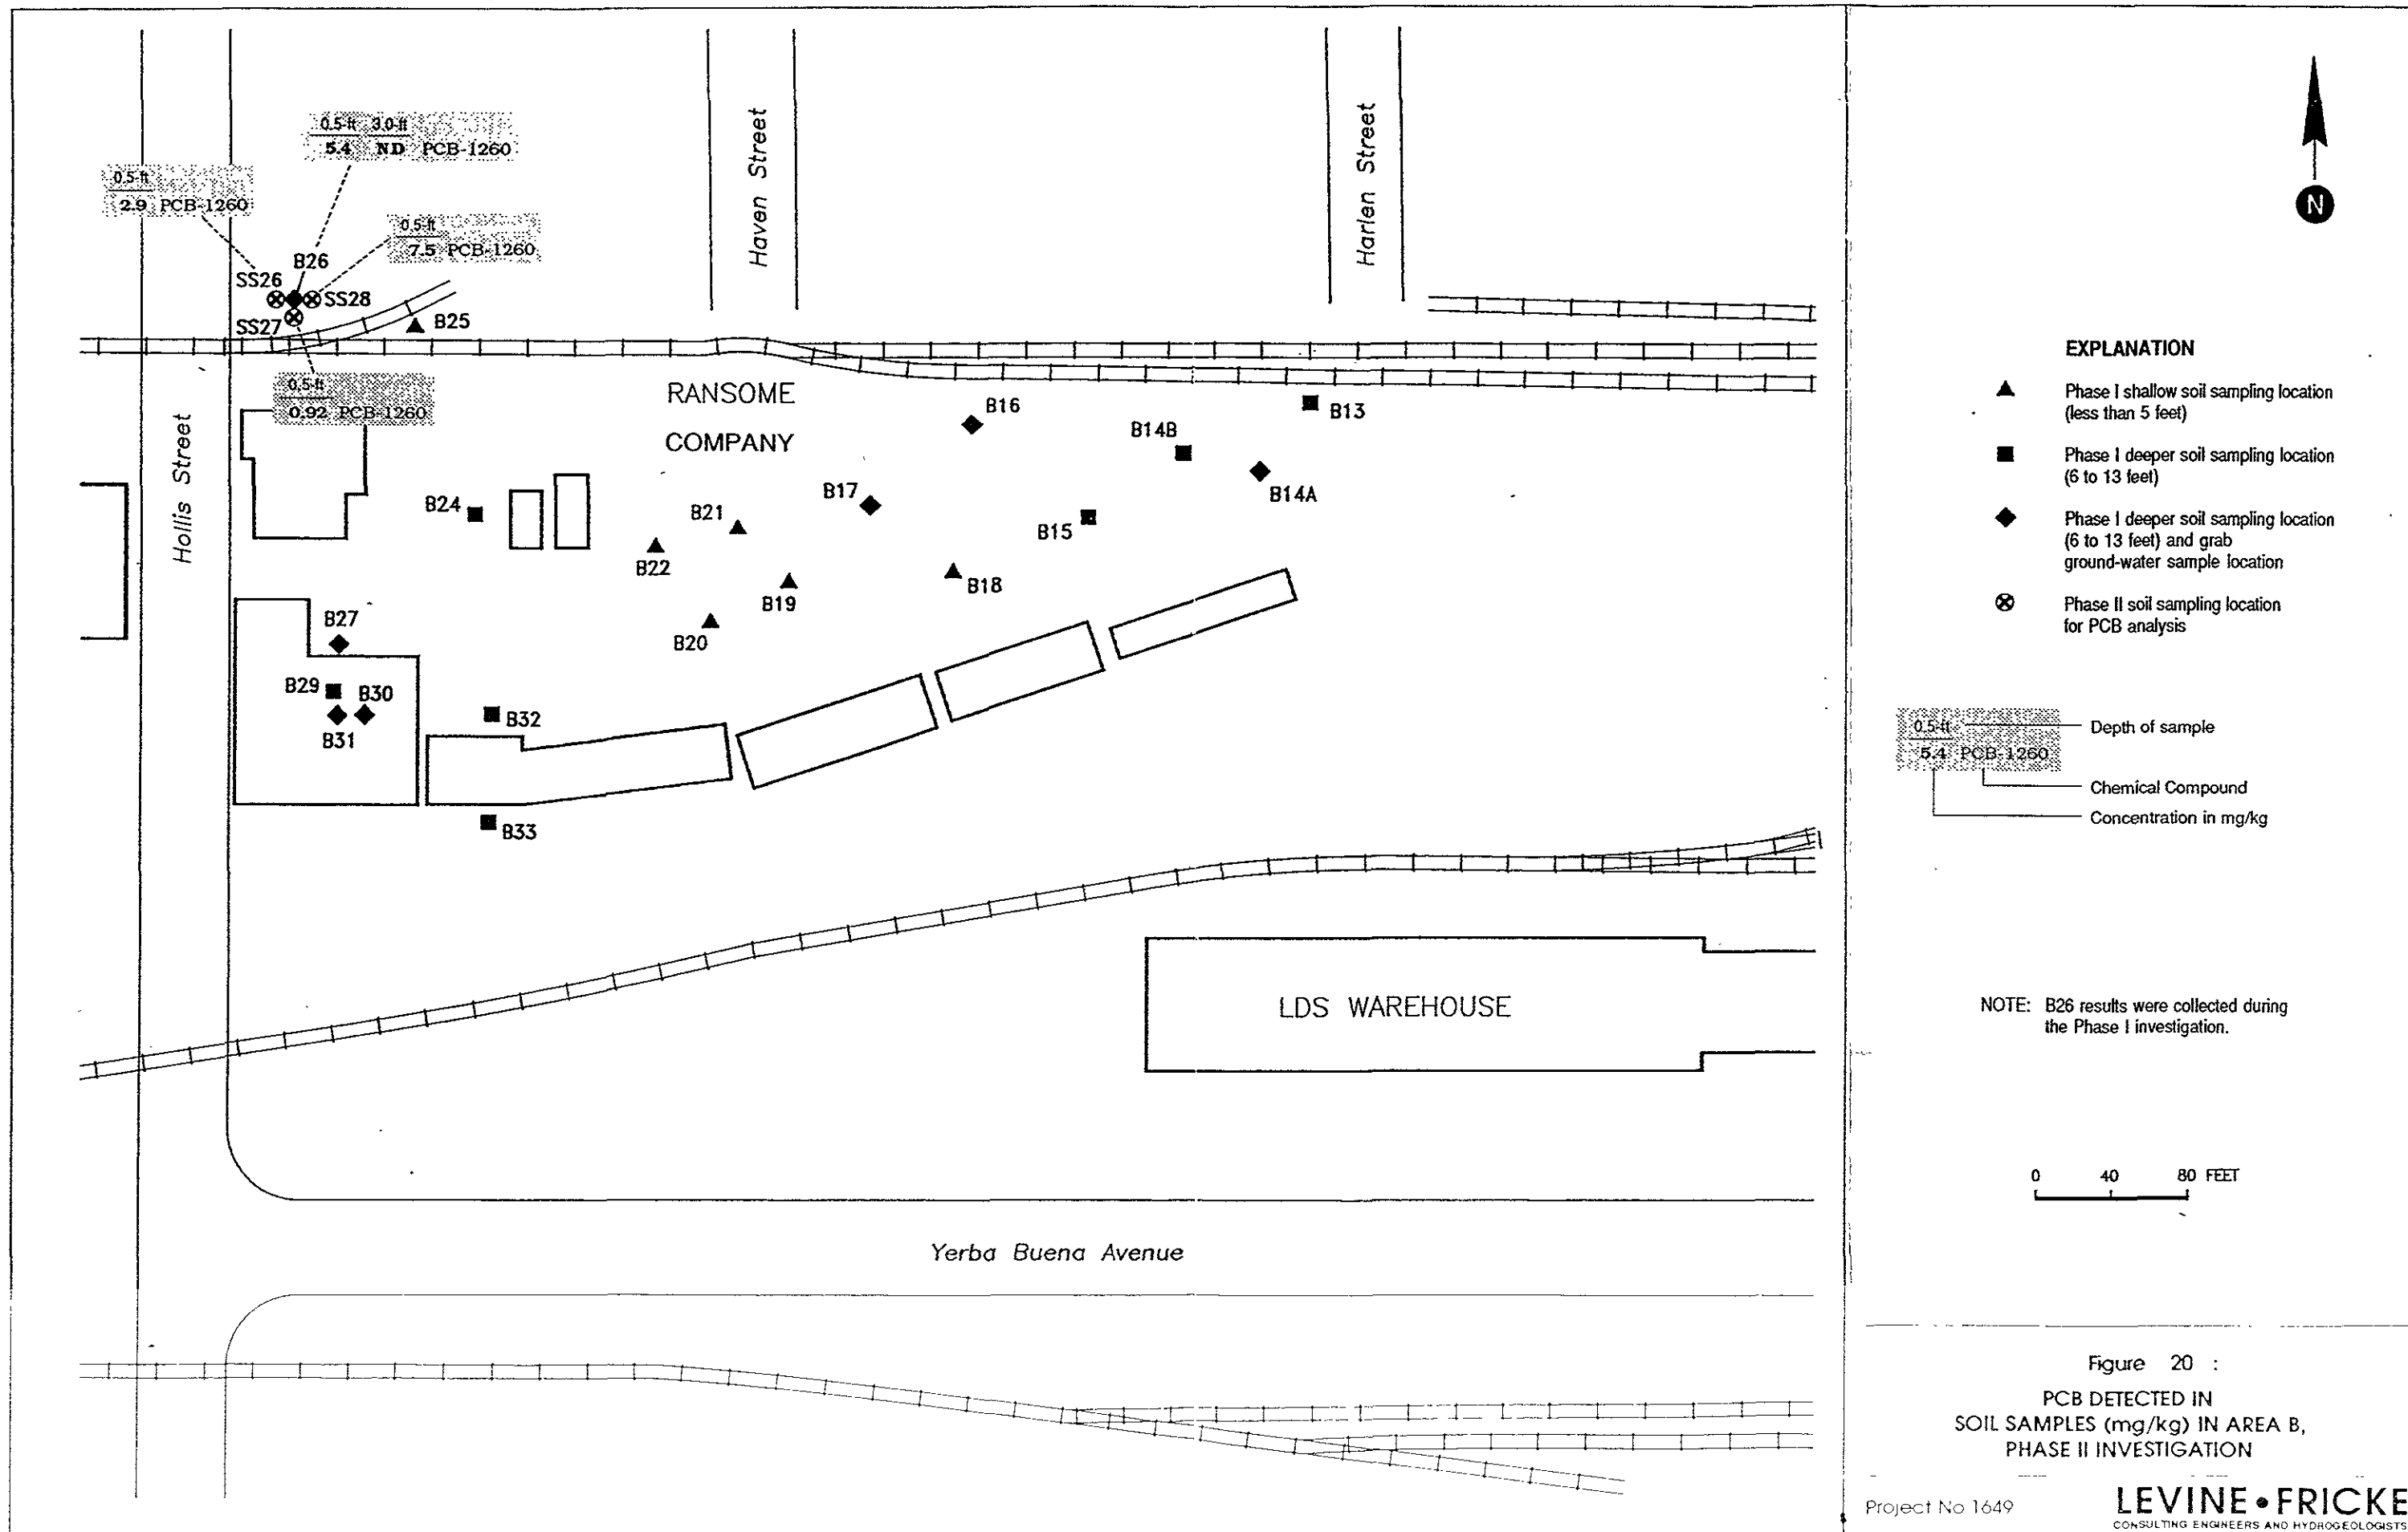 0.5-ft 3.0-ft
5.4 ND PCB-1260
0.5-ft
2.9 PCB-1260
0.5-ft
7.5 PCB-1260
B26
SS26
SS28
SS27
B25
0.5-ft
0.92 PCB-1260
Hollis Street
Haven Street
Harlen Street
RANSOME
COMPANY
B16
B13
B14B
B14A
B17
B15
B24
B21
B22
B19
B18
B20
B27
B29
B30
B31
B32
B33
LDS WAREHOUSE
Yerba Buena Avenue
N
EXPLANATION
Phase I shallow soil sampling location
(less than 5 feet)
Phase I deeper soil sampling location
(6 to 13 feet)
Phase I deeper soil sampling location
(6 to 13 feet) and grab
ground-water sample location
Phase II soil sampling location
for PCB analysis
0.5-ft
5.4 PCB-1260
Depth of sample
Chemical Compound
Concentration in mg/kg
NOTE: B26 results were collected during
the Phase I investigation.
0 40 80 FEET
Figure 20 :
PCB DETECTED IN
SOIL SAMPLES (mg/kg) IN AREA B,
PHASE II INVESTIGATION
Project No 1649
LEVINE•FRICKE
CONSULTING ENGINEERS AND HYDROGEOLOGISTS